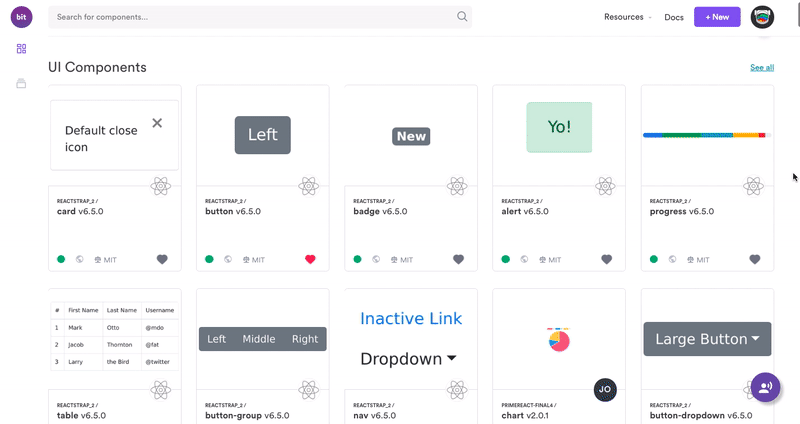 bit
Search for components...
Resources
Docs
+ New
UI Components
See all
Default close
icon
REACTSTRAP_2 /
card v6.5.0
MIT
Left
REACTSTRAP_2 /
button v6.5.0
MIT
New
REACTSTRAP_2 /
badge v6.5.0
MIT
Yo!
REACTSTRAP_2 /
alert v6.5.0
MIT
REACTSTRAP_2 /
progress v6.5.0
MIT
# First Name Last Name Username
1 Mark Otto @mdo
2 Jacob Thornton @fat
3 Larry the Bird @twitter
REACTSTRAP_2 /
table v6.5.0
Left Middle Right
REACTSTRAP_2 /
button-group v6.5.0
Inactive Link
Dropdown
REACTSTRAP_2 /
nav v6.5.0
JO
PRIMEREACT-FINAL4 /
chart v2.0.1
Large Button
REACTSTRAP_2 /
button-dropdown v6.5.0